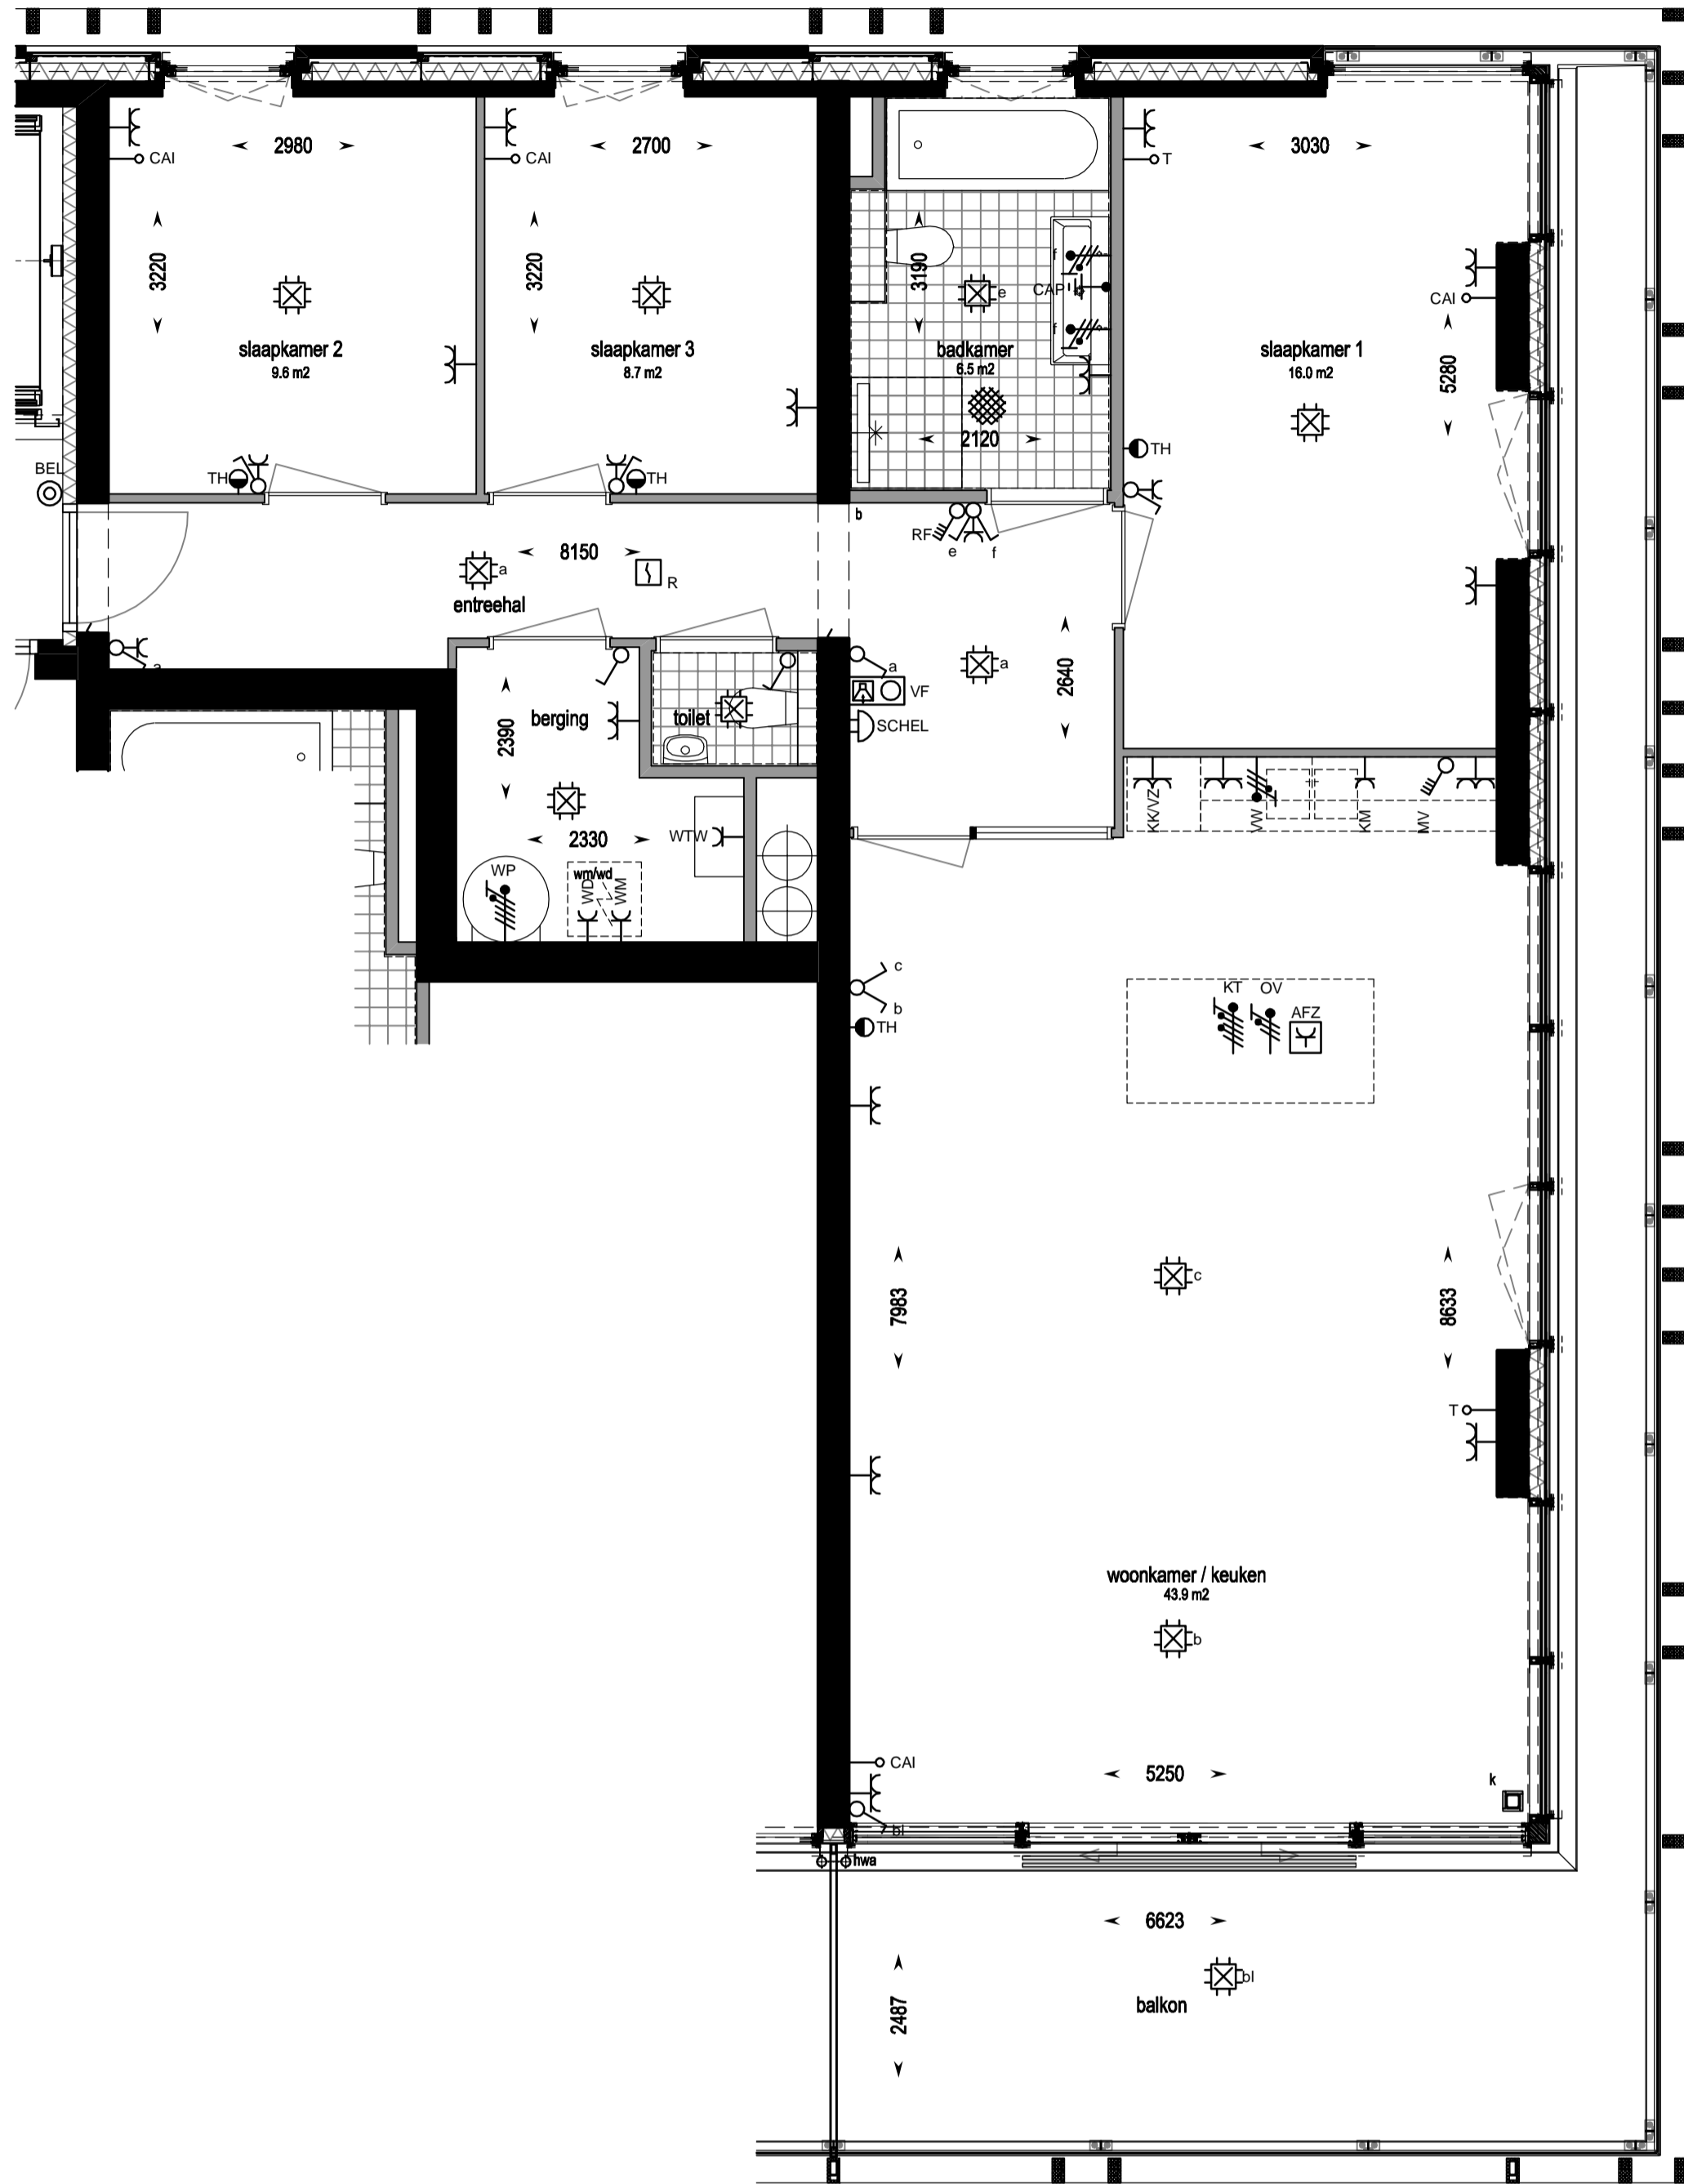 2980
2700
3030
CAI
CAI
T
3220
3220
3190
e
f
CAP
f
CAI
5280
slaapkamer 2
9.6 m2
slaapkamer 3
8.7 m2
badkamer
6.5 m2
slaapkamer 1
16.0 m2
2120
TH
BEL
TH
TH
b
RF
e
f
8150
a
R
entreehal
a
a
a
2640
VF
SCHEL
berging
toilet
2390
KK/VZ
VW
KM
MV
2330
WTW
WP
wm/wd
WD
WM
c
b
TH
KT
OV
AFZ
c
7983
8633
T
woonkamer / keuken
43.9 m2
b
CAI
5250
k
bl
hwa
6623
bl
balkon
2487